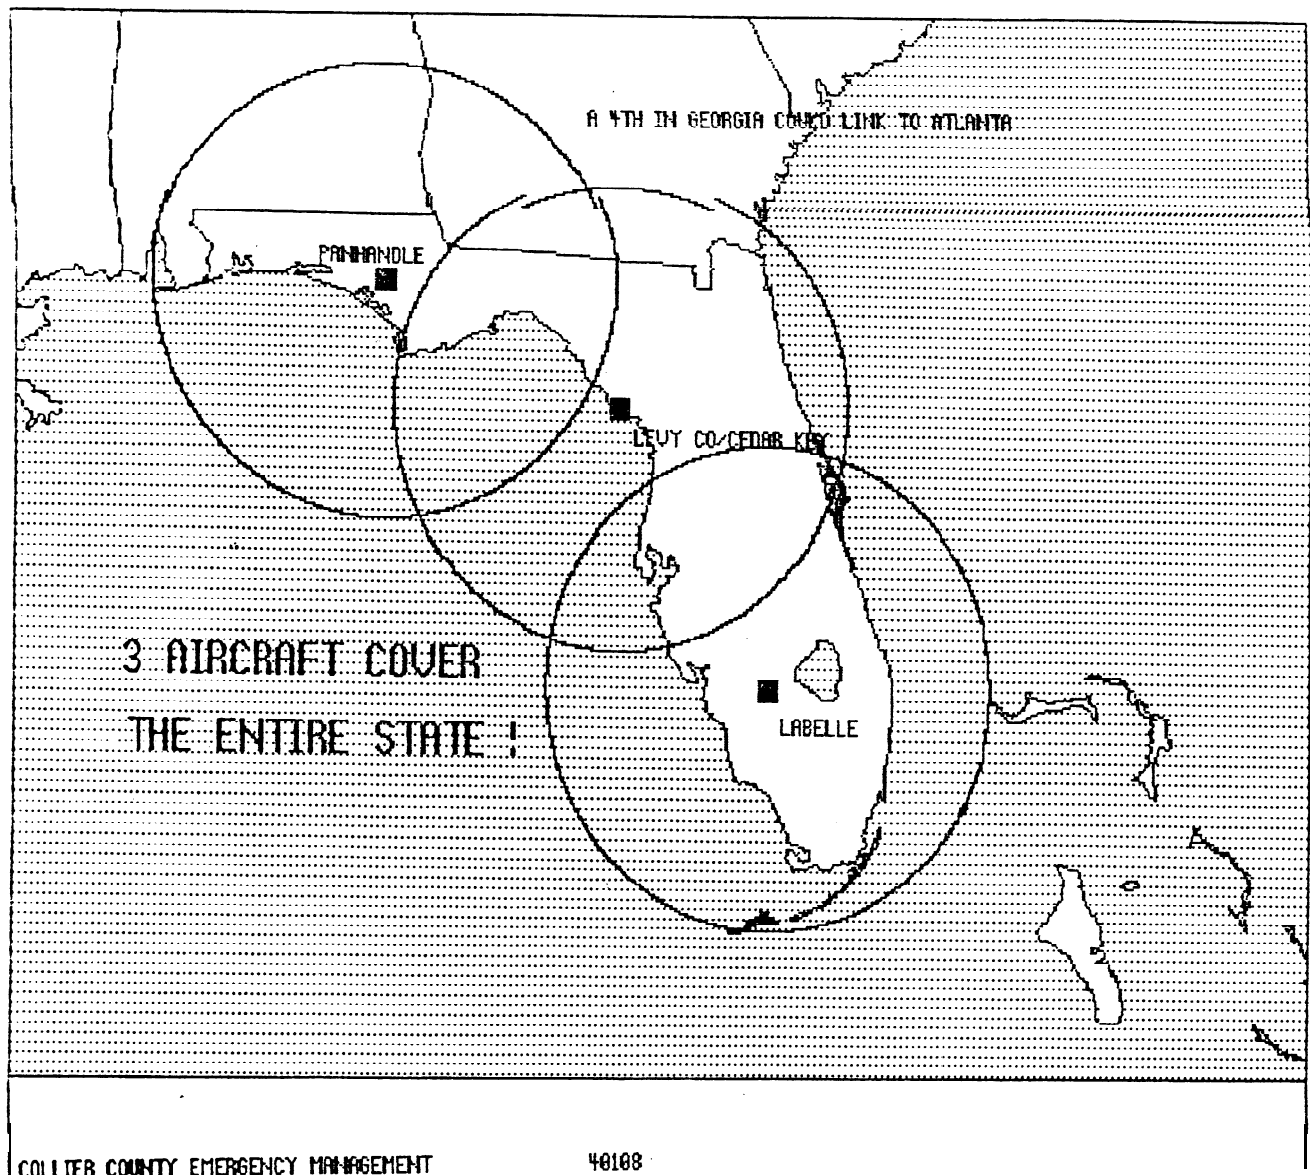 A 4TH IN GEORGIA COULD LINK TO ATLANTA
PANHANDLE
LEVY CO/CEDAR KEY
3 AIRCRAFT COVER
THE ENTIRE STATE !
LABELLE
COLLIER COUNTY EMERGENCY MANAGEMENT 40108